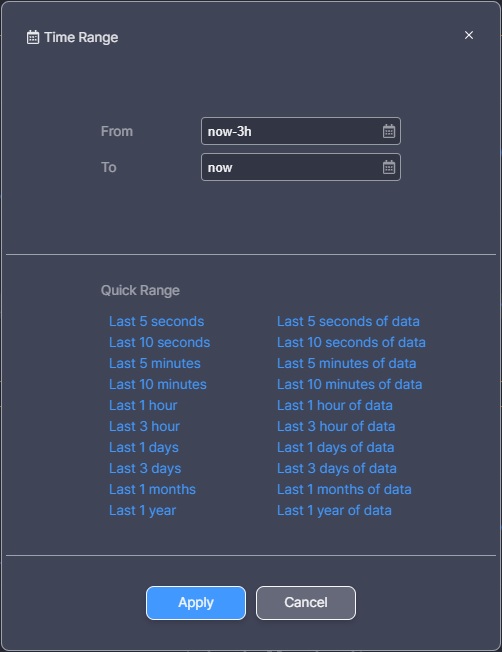 Time Range
From now-3h
To now
Quick Range
Last 5 seconds Last 5 seconds of data
Last 10 seconds Last 10 seconds of data
Last 5 minutes Last 5 minutes of data
Last 10 minutes Last 10 minutes of data
Last 1 hour Last 1 hour of data
Last 3 hour Last 3 hour of data
Last 1 days Last 1 days of data
Last 3 days Last 3 days of data
Last 1 months Last 1 months of data
Last 1 year Last 1 year of data
Apply Cancel